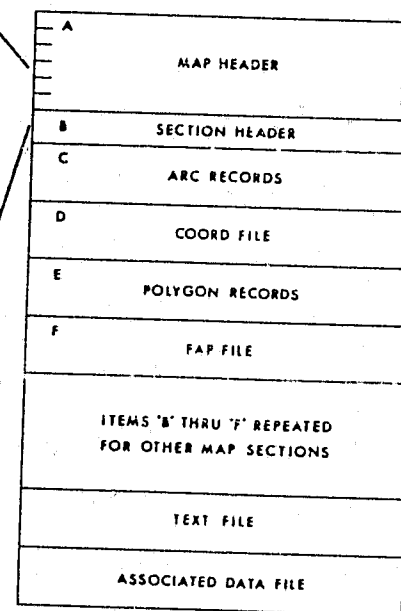 A
MAP HEADER
B SECTION HEADER
C
ARC RECORDS
D
COORD FILE
E
POLYGON RECORDS
F
FAP FILE
ITEMS "B" THRU "F" REPEATED
FOR OTHER MAP SECTIONS
TEXT FILE
ASSOCIATED DATA FILE